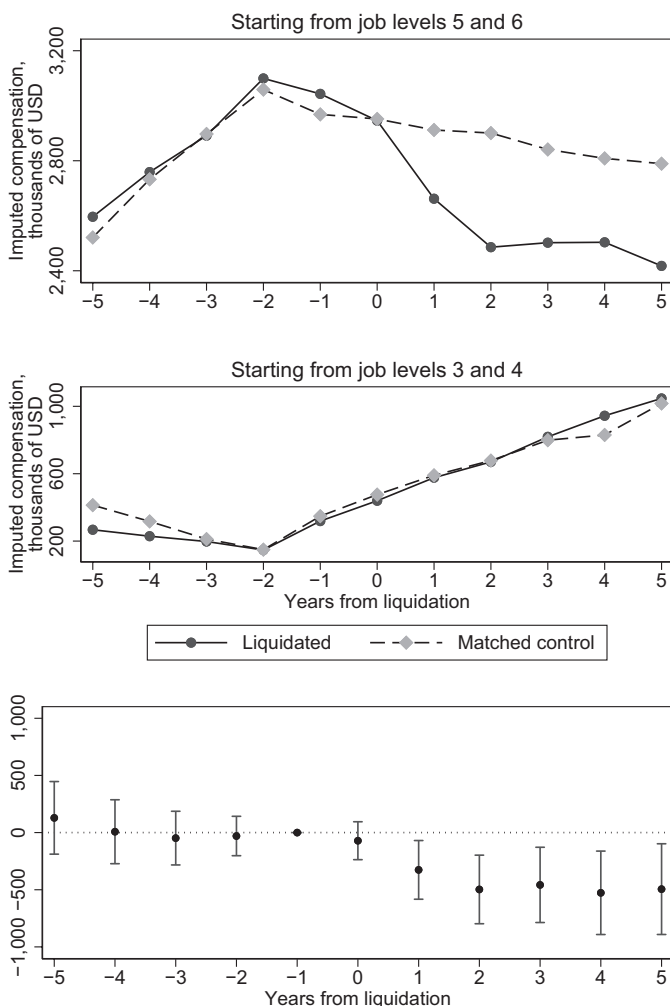 Starting from job levels 5 and 6
Imputed compensation,
thousands of USD
3,200
2,800
2,400
−5 −4 −3 −2 −1 0 1 2 3 4 5
Starting from job levels 3 and 4
Imputed compensation,
thousands of USD
1,000
600
200
−5 −4 −3 −2 −1 0 1 2 3 4 5
Years from liquidation
Liquidated Matched control
1,000
500
0
−500
−1,000
−5 −4 −3 −2 −1 0 1 2 3 4 5
Years from liquidation